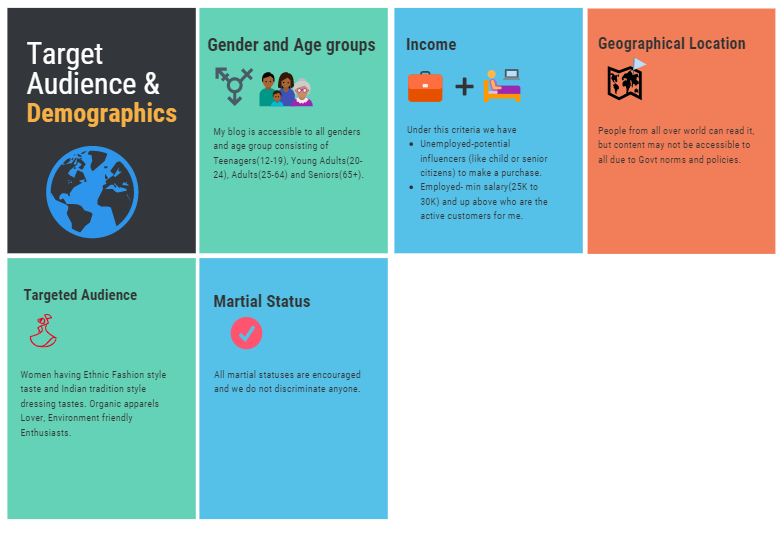 Target
Audience &
Demographics
Gender and Age groups
My blog is accessible to all genders
and age group consisting of
Teenagers(12-19), Young Adults(20-
24), Adults(25-64) and Seniors(65+).
Income
Under this criteria we have
Unemployed-potential
influencers (like child or senior
citizens) to make a purchase.
Employed- min salary(25K to
30K) and up above who are the
active customers for me.
Geographical Location
People from all over world can read it,
but content may not be accessible to
all due to Govt norms and policies.
Targeted Audience
Women having Ethnic Fashion style
taste and Indian tradition style
dressing tastes. Organic apparels
Lover, Environment friendly
Enthusiasts.
Martial Status
All martial statuses are encouraged
and we do not discriminate anyone.